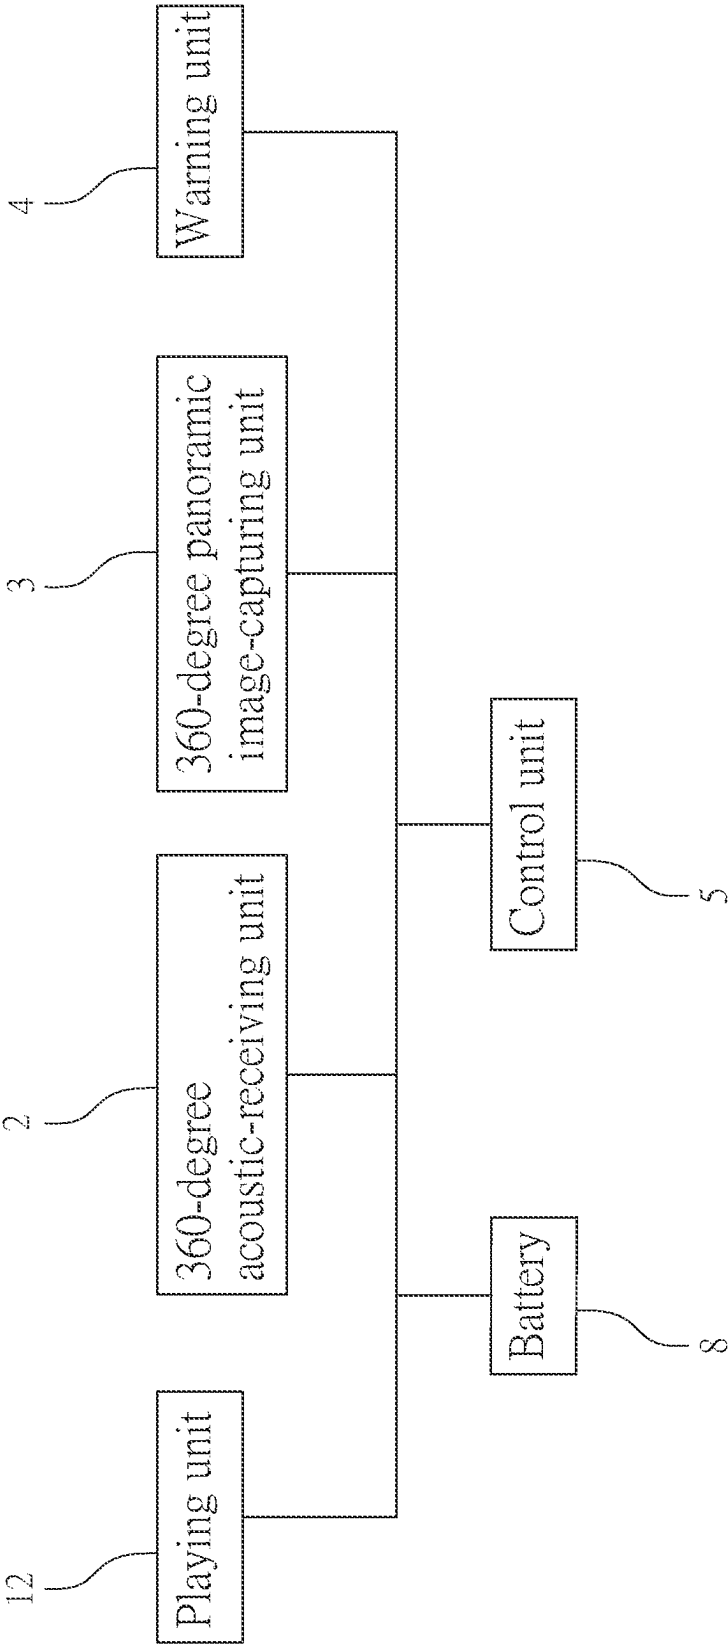 12
Playing unit
2
360-degree
acoustic-receiving unit
3
360-degree panoramic
image-capturing unit
4
Warning unit
Battery
8
Control unit
5